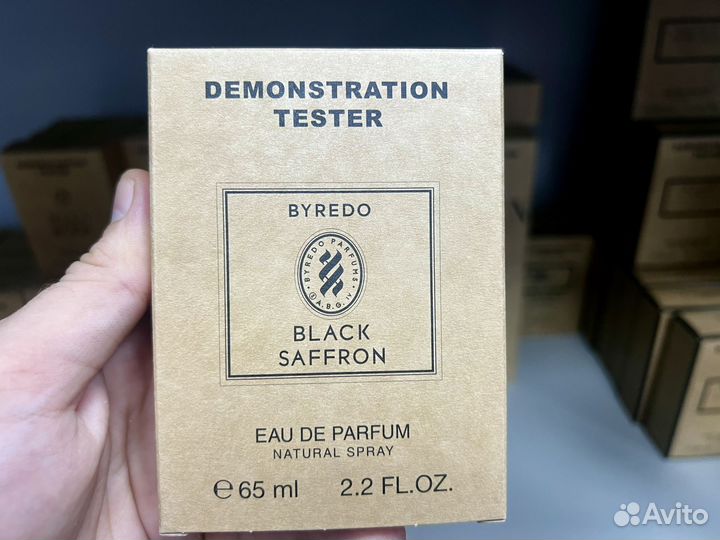 DEMONSTRATION
TESTER
BYREDO
BYREDO PARFUMS
A.B.G. IV
BLACK
SAFFRON
EAU DE PARFUM
NATURAL SPRAY
℮ 65 ml 2.2 FL.OZ.
Avito